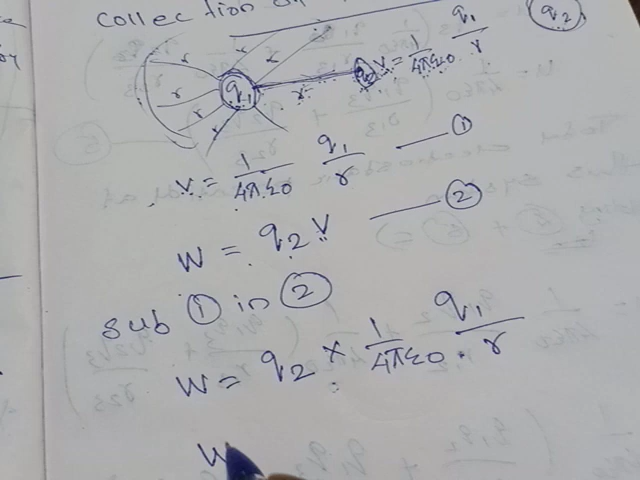 collection on
q₂
r r r r r r
q₁ r q₂ V = 1/4πε0 q₁/r
V = 1/4πε0 q₁/r — ①
W = q₂ V — ②
sub ① in ②
W = q₂ × 1/4πε0 . q₁/r
W